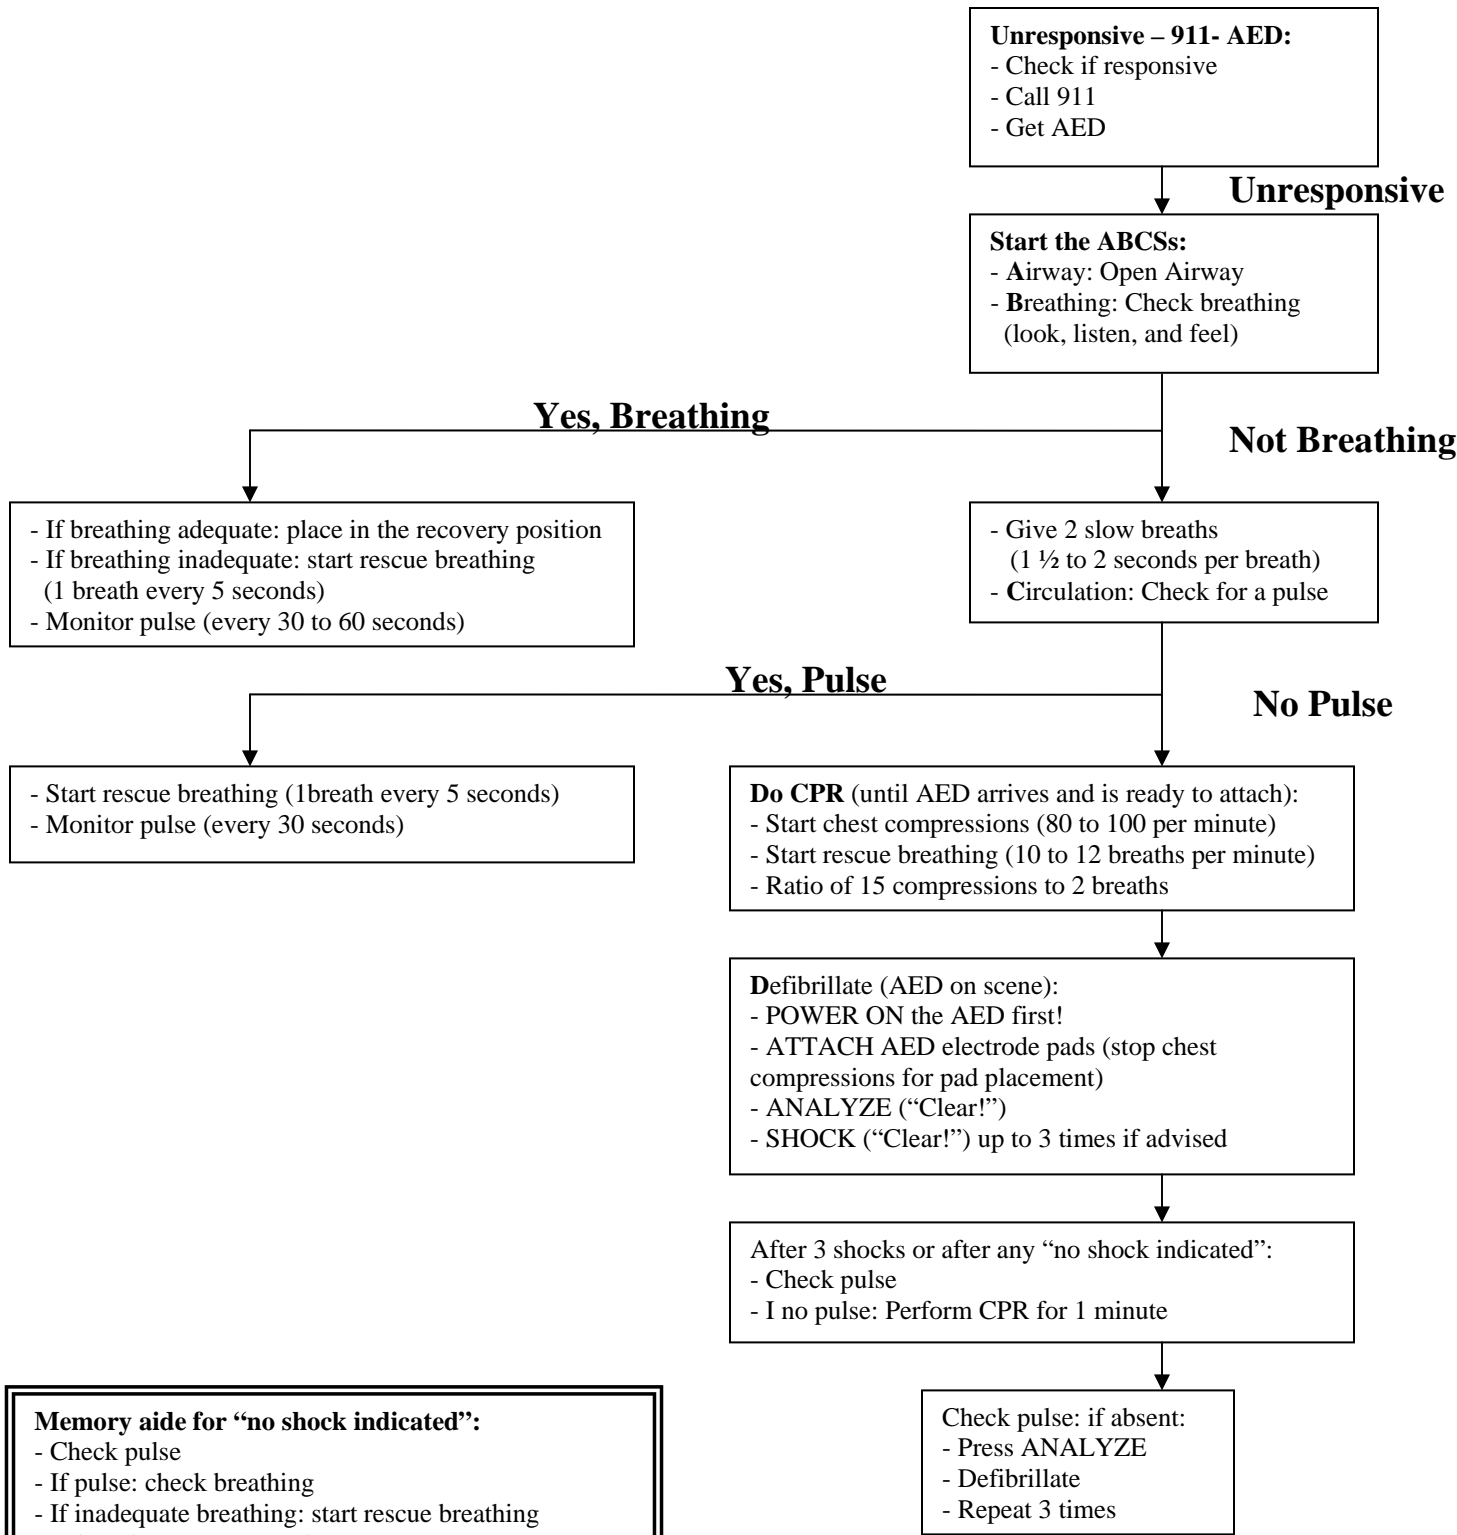 Unresponsive – 911- AED:
- Check if responsive
- Call 911
- Get AED
Unresponsive
Start the ABCSs:
- Airway: Open Airway
- Breathing: Check breathing
(look, listen, and feel)
Yes, Breathing
Not Breathing
- If breathing adequate: place in the recovery position
- If breathing inadequate: start rescue breathing
(1 breath every 5 seconds)
- Monitor pulse (every 30 to 60 seconds)
- Give 2 slow breaths
(1 ½ to 2 seconds per breath)
- Circulation: Check for a pulse
Yes, Pulse
No Pulse
- Start rescue breathing (1breath every 5 seconds)
- Monitor pulse (every 30 seconds)
Do CPR (until AED arrives and is ready to attach):
- Start chest compressions (80 to 100 per minute)
- Start rescue breathing (10 to 12 breaths per minute)
- Ratio of 15 compressions to 2 breaths
Defibrillate (AED on scene):
- POWER ON the AED first!
- ATTACH AED electrode pads (stop chest
compressions for pad placement)
- ANALYZE (“Clear!”)
- SHOCK (“Clear!”) up to 3 times if advised
After 3 shocks or after any “no shock indicated”:
- Check pulse
- I no pulse: Perform CPR for 1 minute
Check pulse: if absent:
- Press ANALYZE
- Defibrillate
- Repeat 3 times
Memory aide for “no shock indicated”:
- Check pulse
- If pulse: check breathing
- If inadequate breathing: start rescue breathing